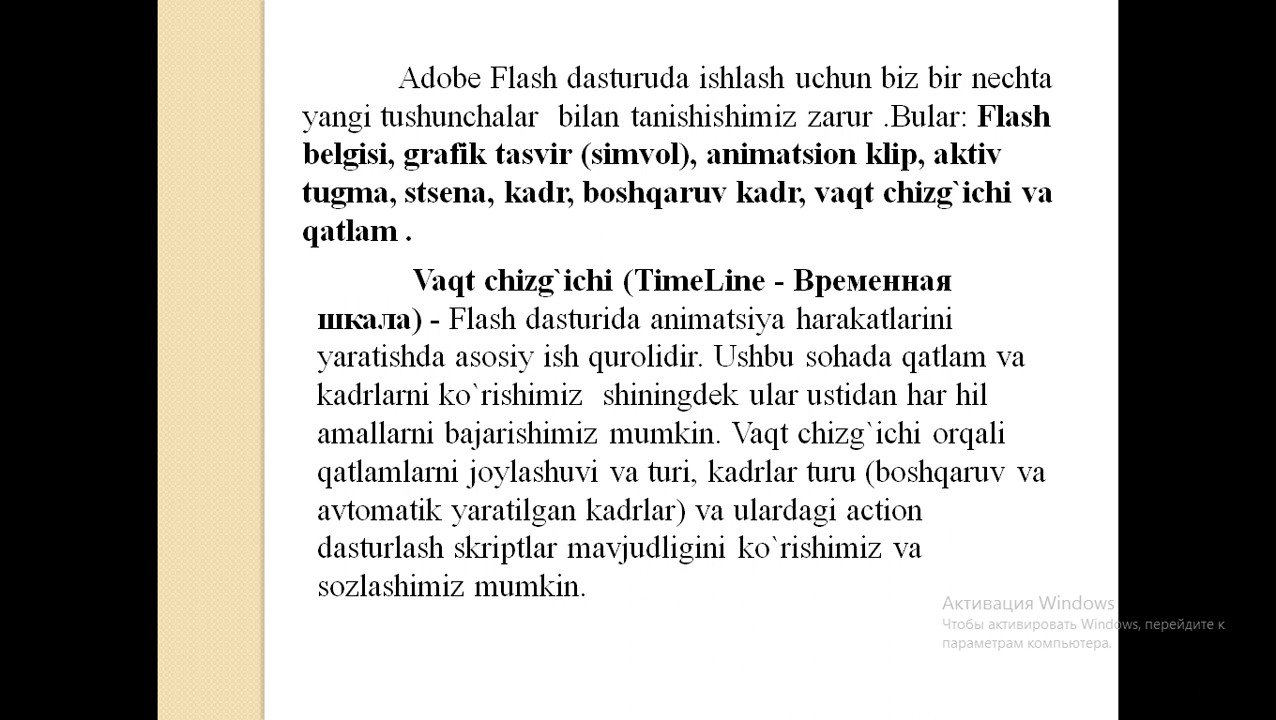 Adobe Flash dasturuda ishlash uchun biz bir nechta
yangi tushunchalar bilan tanishishimiz zarur .Bular: Flash
belgisi, grafik tasvir (simvol), animatsion klip, aktiv
tugma, stsena, kadr, boshqaruv kadr, vaqt chizg`ichi va
qatlam .
Vaqt chizg`ichi (TimeLine - Временная
шкала) - Flash dasturida animatsiya harakatlarini
yaratishda asosiy ish qurolidir. Ushbu sohada qatlam va
kadrlarni ko`rishimiz shiningdek ular ustidan har hil
amallarni bajarishimiz mumkin. Vaqt chizg`ichi orqali
qatlamlarni joylashuvi va turi, kadrlar turu (boshqaruv va
avtomatik yaratilgan kadrlar) va ulardagi action
dasturlash skriptlar mavjudligini ko`rishimiz va
sozlashimiz mumkin.
Активация Windows
Чтобы активировать Windows, перейдите к
параметрам компьютера.